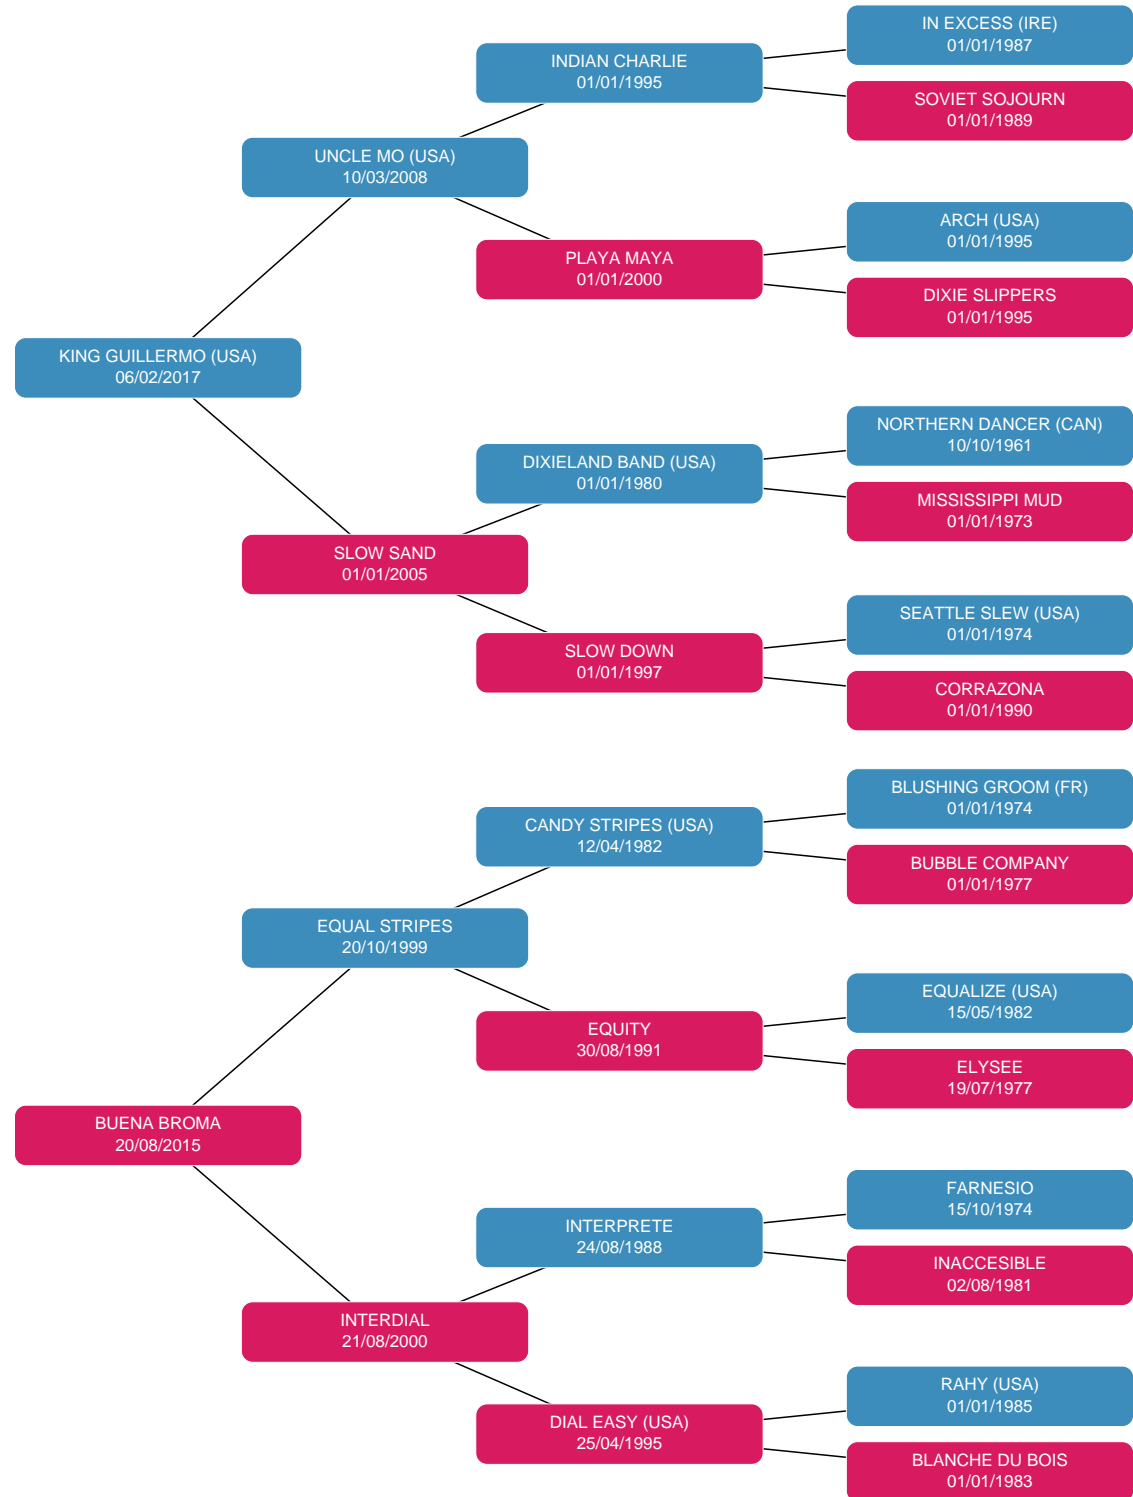 IN EXCESS (IRE)
01/01/1987
INDIAN CHARLIE
01/01/1995
SOVIET SOJOURN
01/01/1989
UNCLE MO (USA)
10/03/2008
ARCH (USA)
01/01/1995
PLAYA MAYA
01/01/2000
DIXIE SLIPPERS
01/01/1995
KING GUILLERMO (USA)
06/02/2017
NORTHERN DANCER (CAN)
10/10/1961
DIXIELAND BAND (USA)
01/01/1980
MISSISSIPPI MUD
01/01/1973
SLOW SAND
01/01/2005
SEATTLE SLEW (USA)
01/01/1974
SLOW DOWN
01/01/1997
CORRAZONA
01/01/1990
BLUSHING GROOM (FR)
01/01/1974
CANDY STRIPES (USA)
12/04/1982
BUBBLE COMPANY
01/01/1977
EQUAL STRIPES
20/10/1999
EQUALIZE (USA)
15/05/1982
EQUITY
30/08/1991
ELYSEE
19/07/1977
BUENA BROMA
20/08/2015
FARNESIO
15/10/1974
INTERPRETE
24/08/1988
INACCESIBLE
02/08/1981
INTERDIAL
21/08/2000
RAHY (USA)
01/01/1985
DIAL EASY (USA)
25/04/1995
BLANCHE DU BOIS
01/01/1983